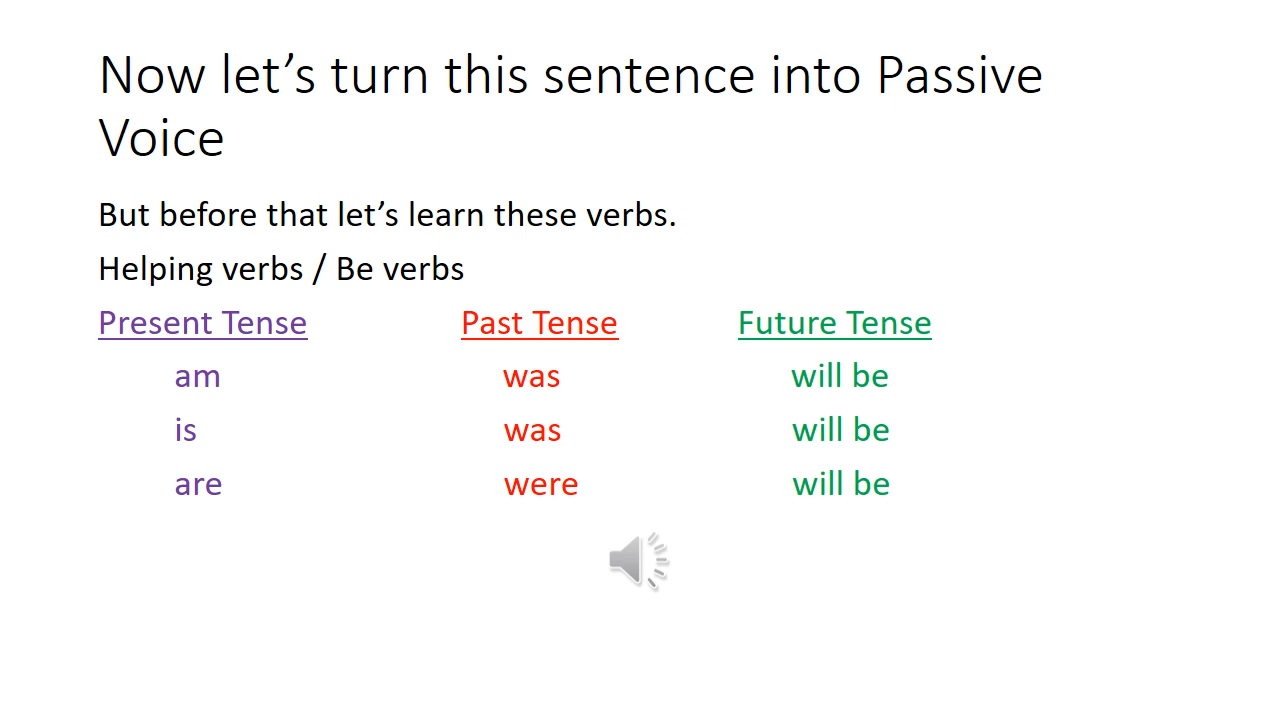 Now let’s turn this sentence into Passive
Voice
But before that let’s learn these verbs.
Helping verbs / Be verbs
Present Tense Past Tense Future Tense
am was will be
is was will be
are were will be